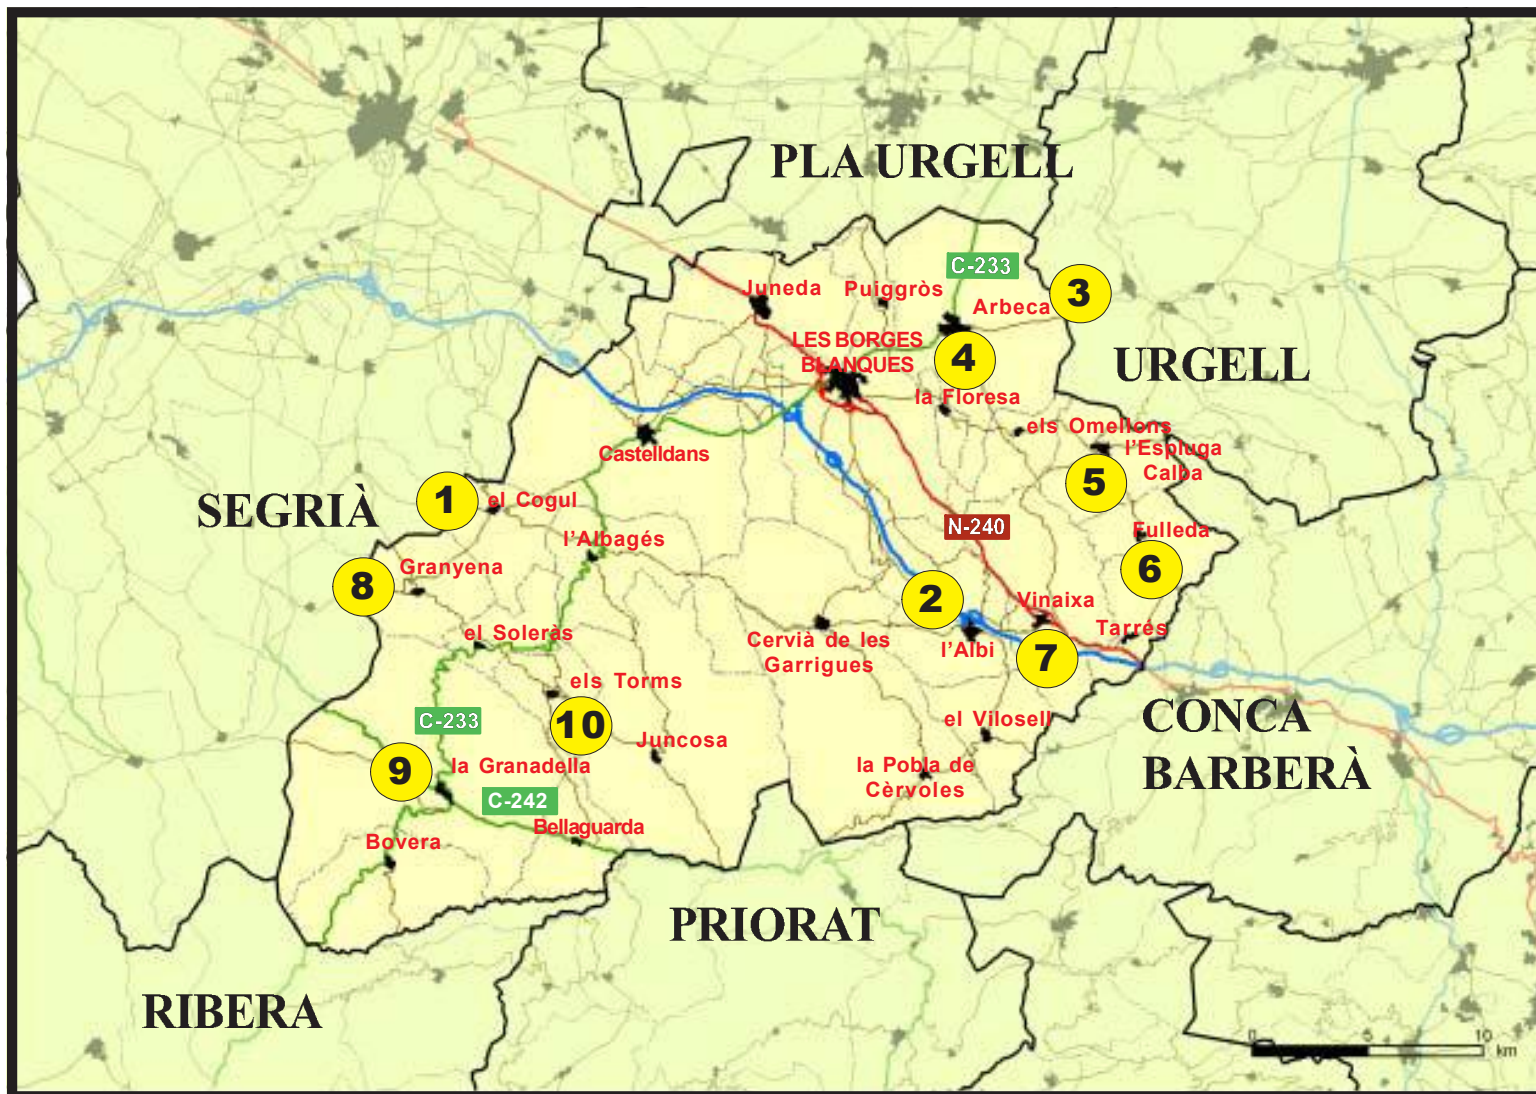 PLA URGELL
C-233
Juneda
Puiggròs
Arbeca
3
LES BORGES
BLANQUES
4
URGELL
la Floresa
els Omellons
l'Espluga
Calba
Castelldans
5
SEGRIÀ
1
el Cogul
N-240
Fulleda
l'Albagés
6
8
Granyena
2
Vinaixa
el Soleràs
Cervià de les
Garrigues
l'Albi
Tarrés
7
els Torms
C-233
10
el Vilosell
CONCA
BARBERÀ
Juncosa
9
la Granadella
la Pobla de
Cèrvoles
C-242
Bellaguarda
Bovera
PRIORAT
RIBERA
0 5 10
km